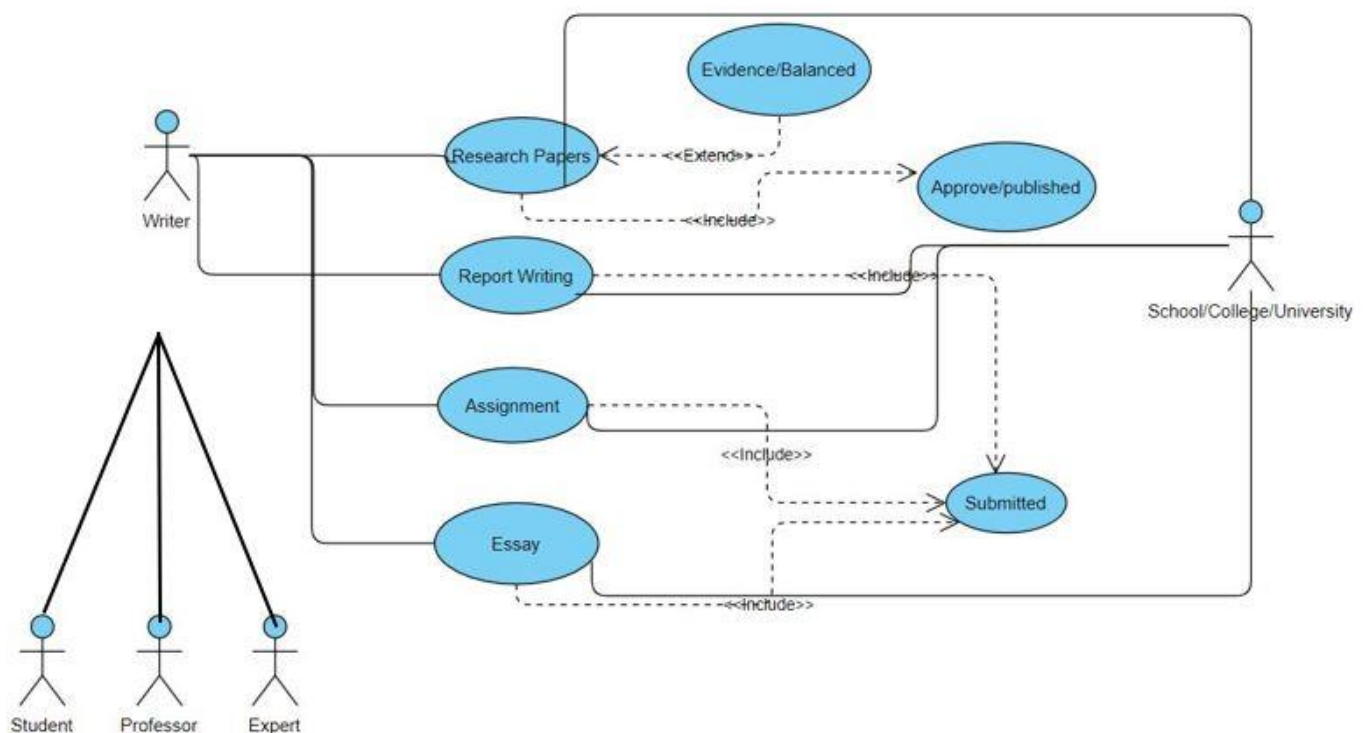 Evidence/Balanced
Research Papers
<<Extend>>
Approve/published
<<Include>>
Writer
Report Writing
<<Include>>
School/College/University
Assignment
<<Include>>
Submitted
Essay
<<Include>>
Student
Professor
Expert